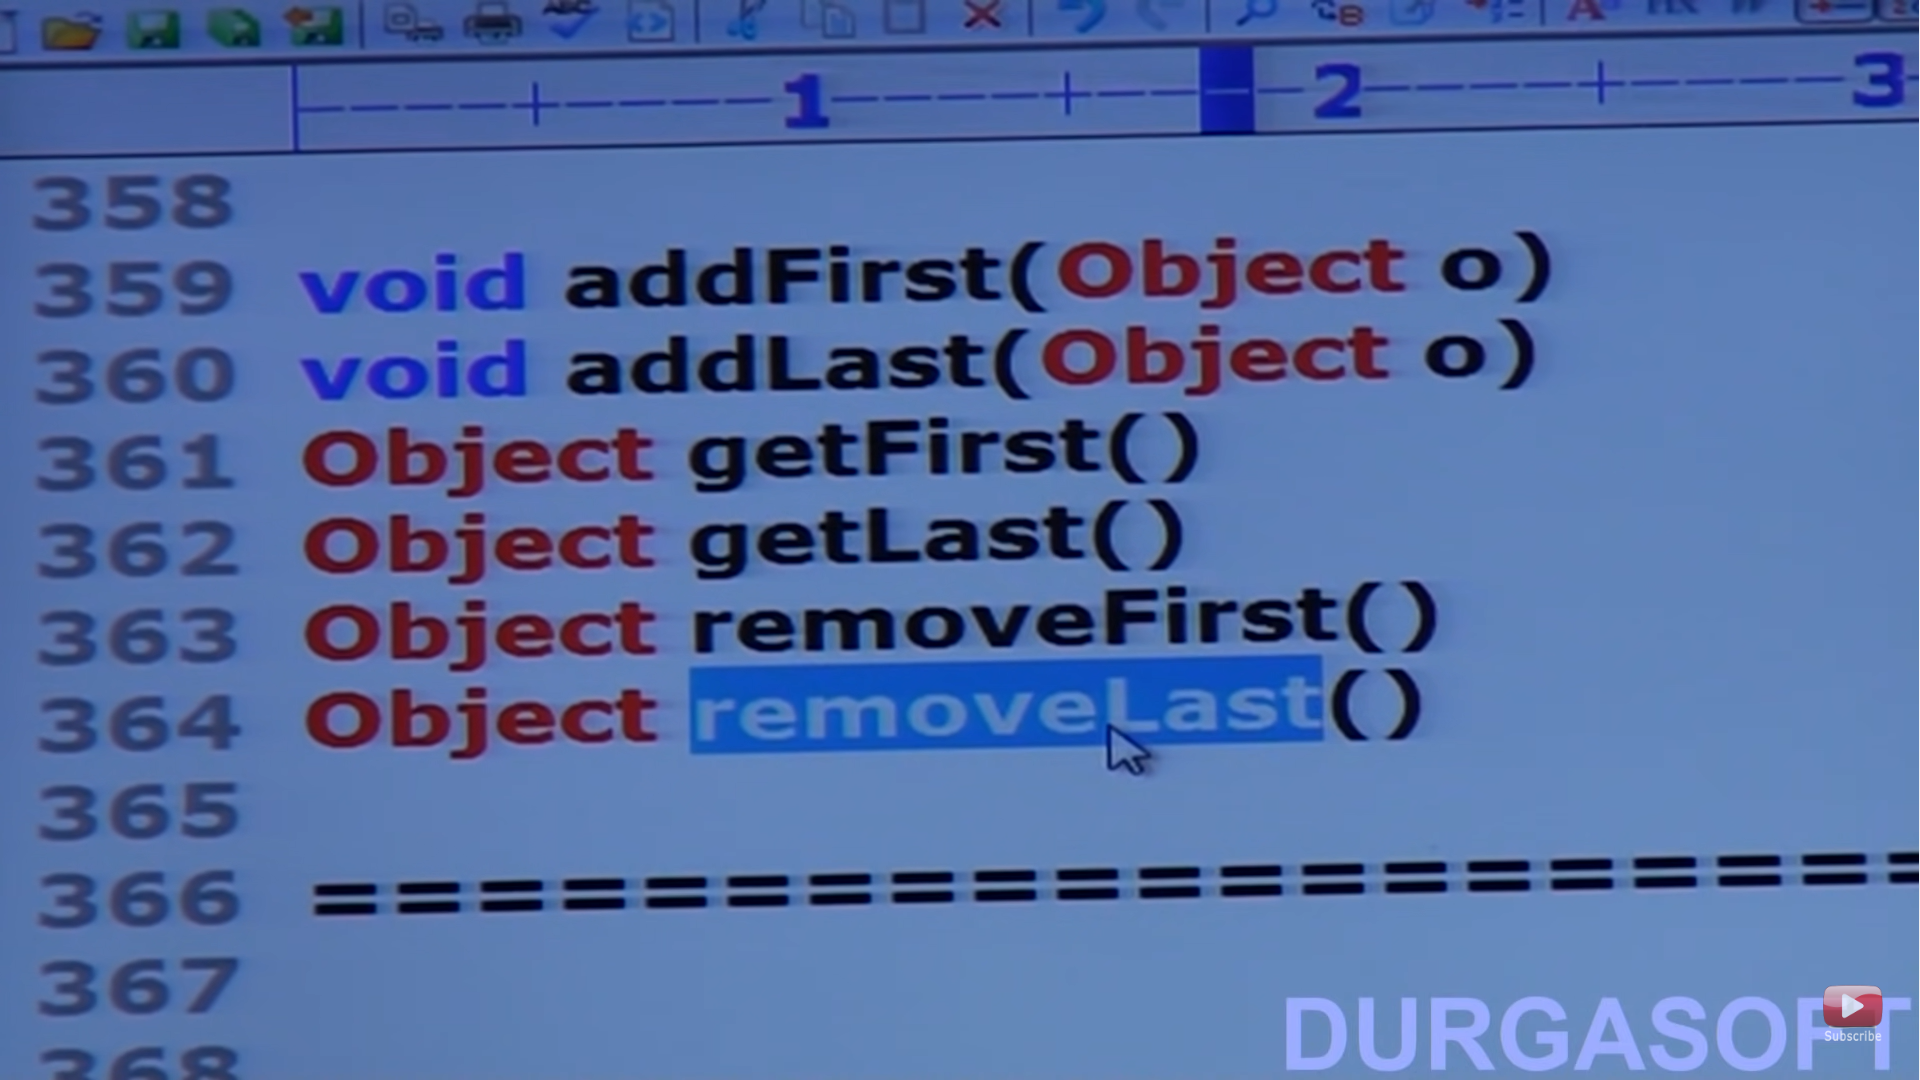 1 2 3
358
359 void addFirst(Object o)
360 void addLast(Object o)
361 Object getFirst()
362 Object getLast()
363 Object removeFirst()
364 Object removeLast()
365
366 ====================
367
368
DURGASOFT
Subscribe